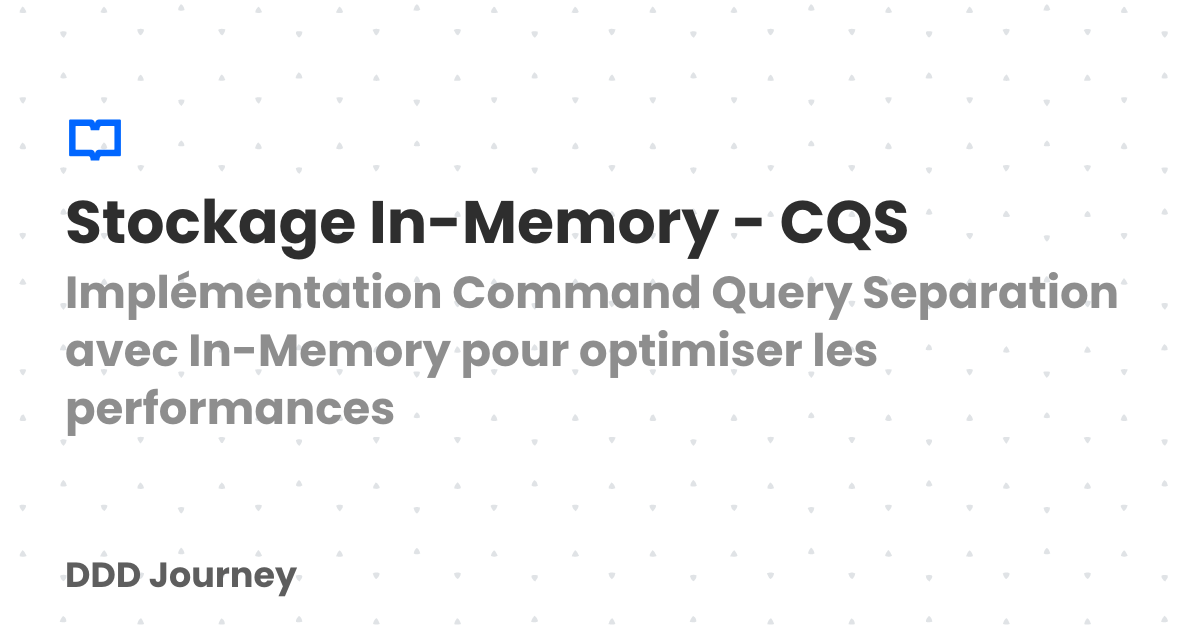 Stockage In-Memory - CQS
Implémentation Command Query Separation
avec In-Memory pour optimiser les
performances
DDD Journey